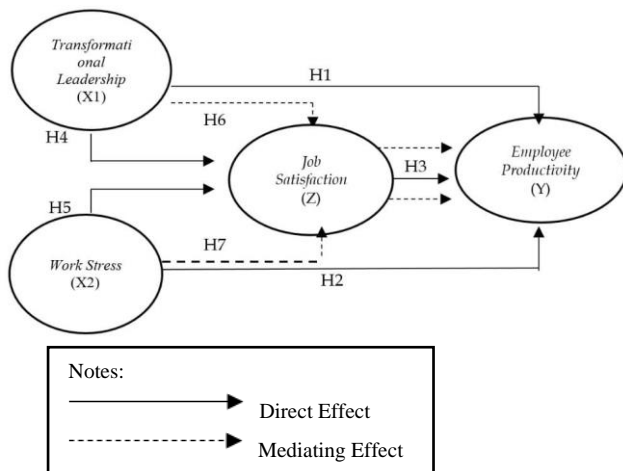 Transformati
onal
Leadership
(X1)
H1
H6
H4
Job
Satisfaction
(Z)
H3
Employee
Productivity
(Y)
H5
H7
Work Stress
(X2)
H2
Notes:
Direct Effect
Mediating Effect